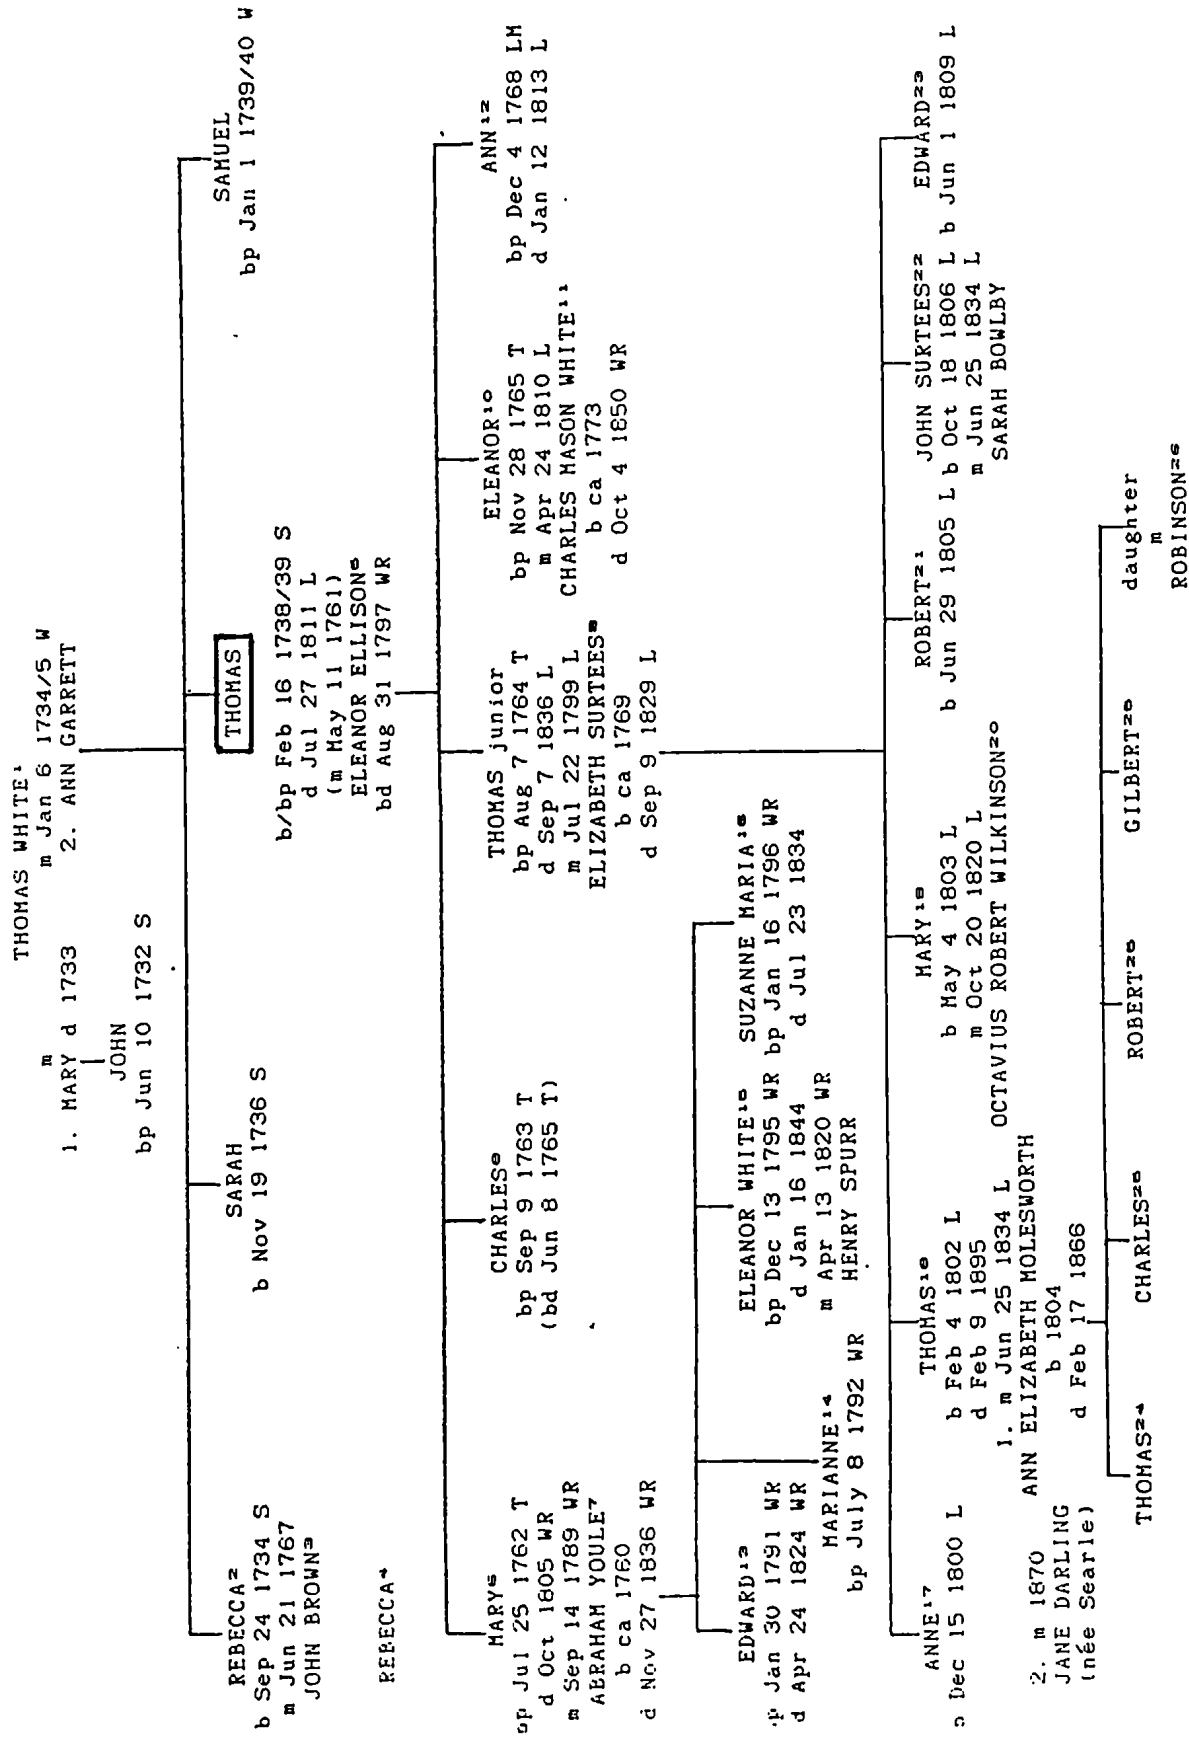 THOMAS WHITE¹
m
1. MARY d 1733
m Jan 6 1734/5 W
2. ANN GARRETT
JOHN
bp Jun 10 1732 S
REBECCA²
b Sep 24 1734 S
m Jun 21 1767
JOHN BROWN³
SARAH
b Nov 19 1736 S
THOMAS
b/bp Feb 16 1738/39 S
d Jul 27 1811 L
(m May 11 1761)
ELEANOR ELLISON⁵
bd Aug 31 1797 WR
SAMUEL
bp Jan 1 1739/40 W
REBECCA⁴
MARY⁶
bp Jul 25 1762 T
d Oct 1805 WR
m Sep 14 1789 WR
ABRAHAM YOULE⁷
b ca 1760
d Nov 27 1836 WR
CHARLES⁸
bp Sep 9 1763 T
(bd Jun 8 1765 T)
THOMAS junior
bp Aug 7 1764 T
d Sep 7 1836 L
m Jul 22 1799 L
ELIZABETH SURTEES⁹
b ca 1769
d Sep 9 1829 L
ELEANOR¹⁰
bp Nov 28 1765 T
m Apr 24 1810 L
CHARLES MASON WHITE¹¹
b ca 1773
d Oct 4 1850 WR
ANN¹²
bp Dec 4 1768 LM
d Jan 12 1813 L
EDWARD¹³
bp Jan 30 1791 WR
d Apr 24 1824 WR
MARIANNE¹⁴
bp July 8 1792 WR
ELEANOR WHITE¹⁵
bp Dec 13 1795 WR
d Jan 16 1844
m Apr 13 1820 WR
HENRY SPURR
SUZANNE MARIA¹⁶
bp Jan 16 1796 WR
d Jul 23 1834
ANNE¹⁷
b Dec 15 1800 L
THOMAS¹⁸
b Feb 4 1802 L
d Feb 9 1895
1. m Jun 25 1834 L
ANN ELIZABETH MOLESWORTH
b 1804
d Feb 17 1866
2. m 1870
JANE DARLING
(née Searle)
MARY¹⁹
b May 4 1803 L
m Oct 20 1820 L
OCTAVIUS ROBERT WILKINSON²⁰
ROBERT²¹
b Jun 29 1805 L
JOHN SURTEES²²
b Oct 18 1806 L
m Jun 25 1834 L
SARAH BOWLBY
EDWARD²³
b Jun 1 1809 L
THOMAS²⁴
CHARLES²⁵
ROBERT²⁵
GILBERT²⁵
daughter
m
ROBINSON²⁶